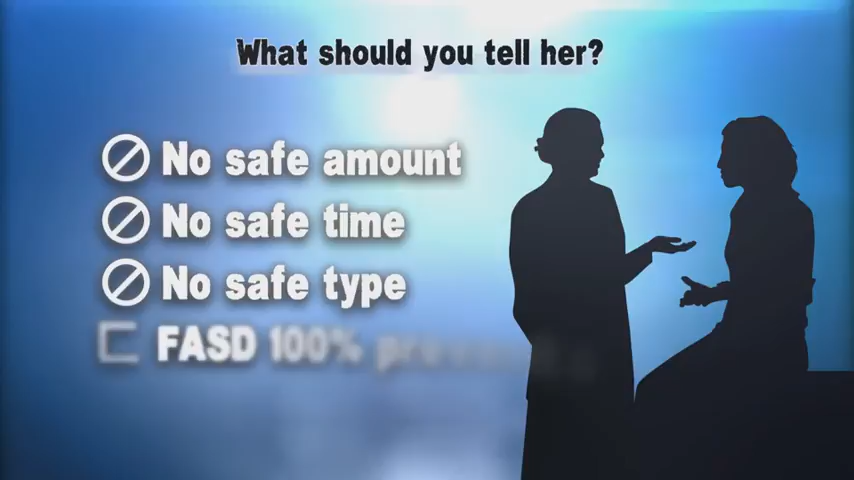 What should you tell her?
No safe amount
No safe time
No safe type
FASD 100%